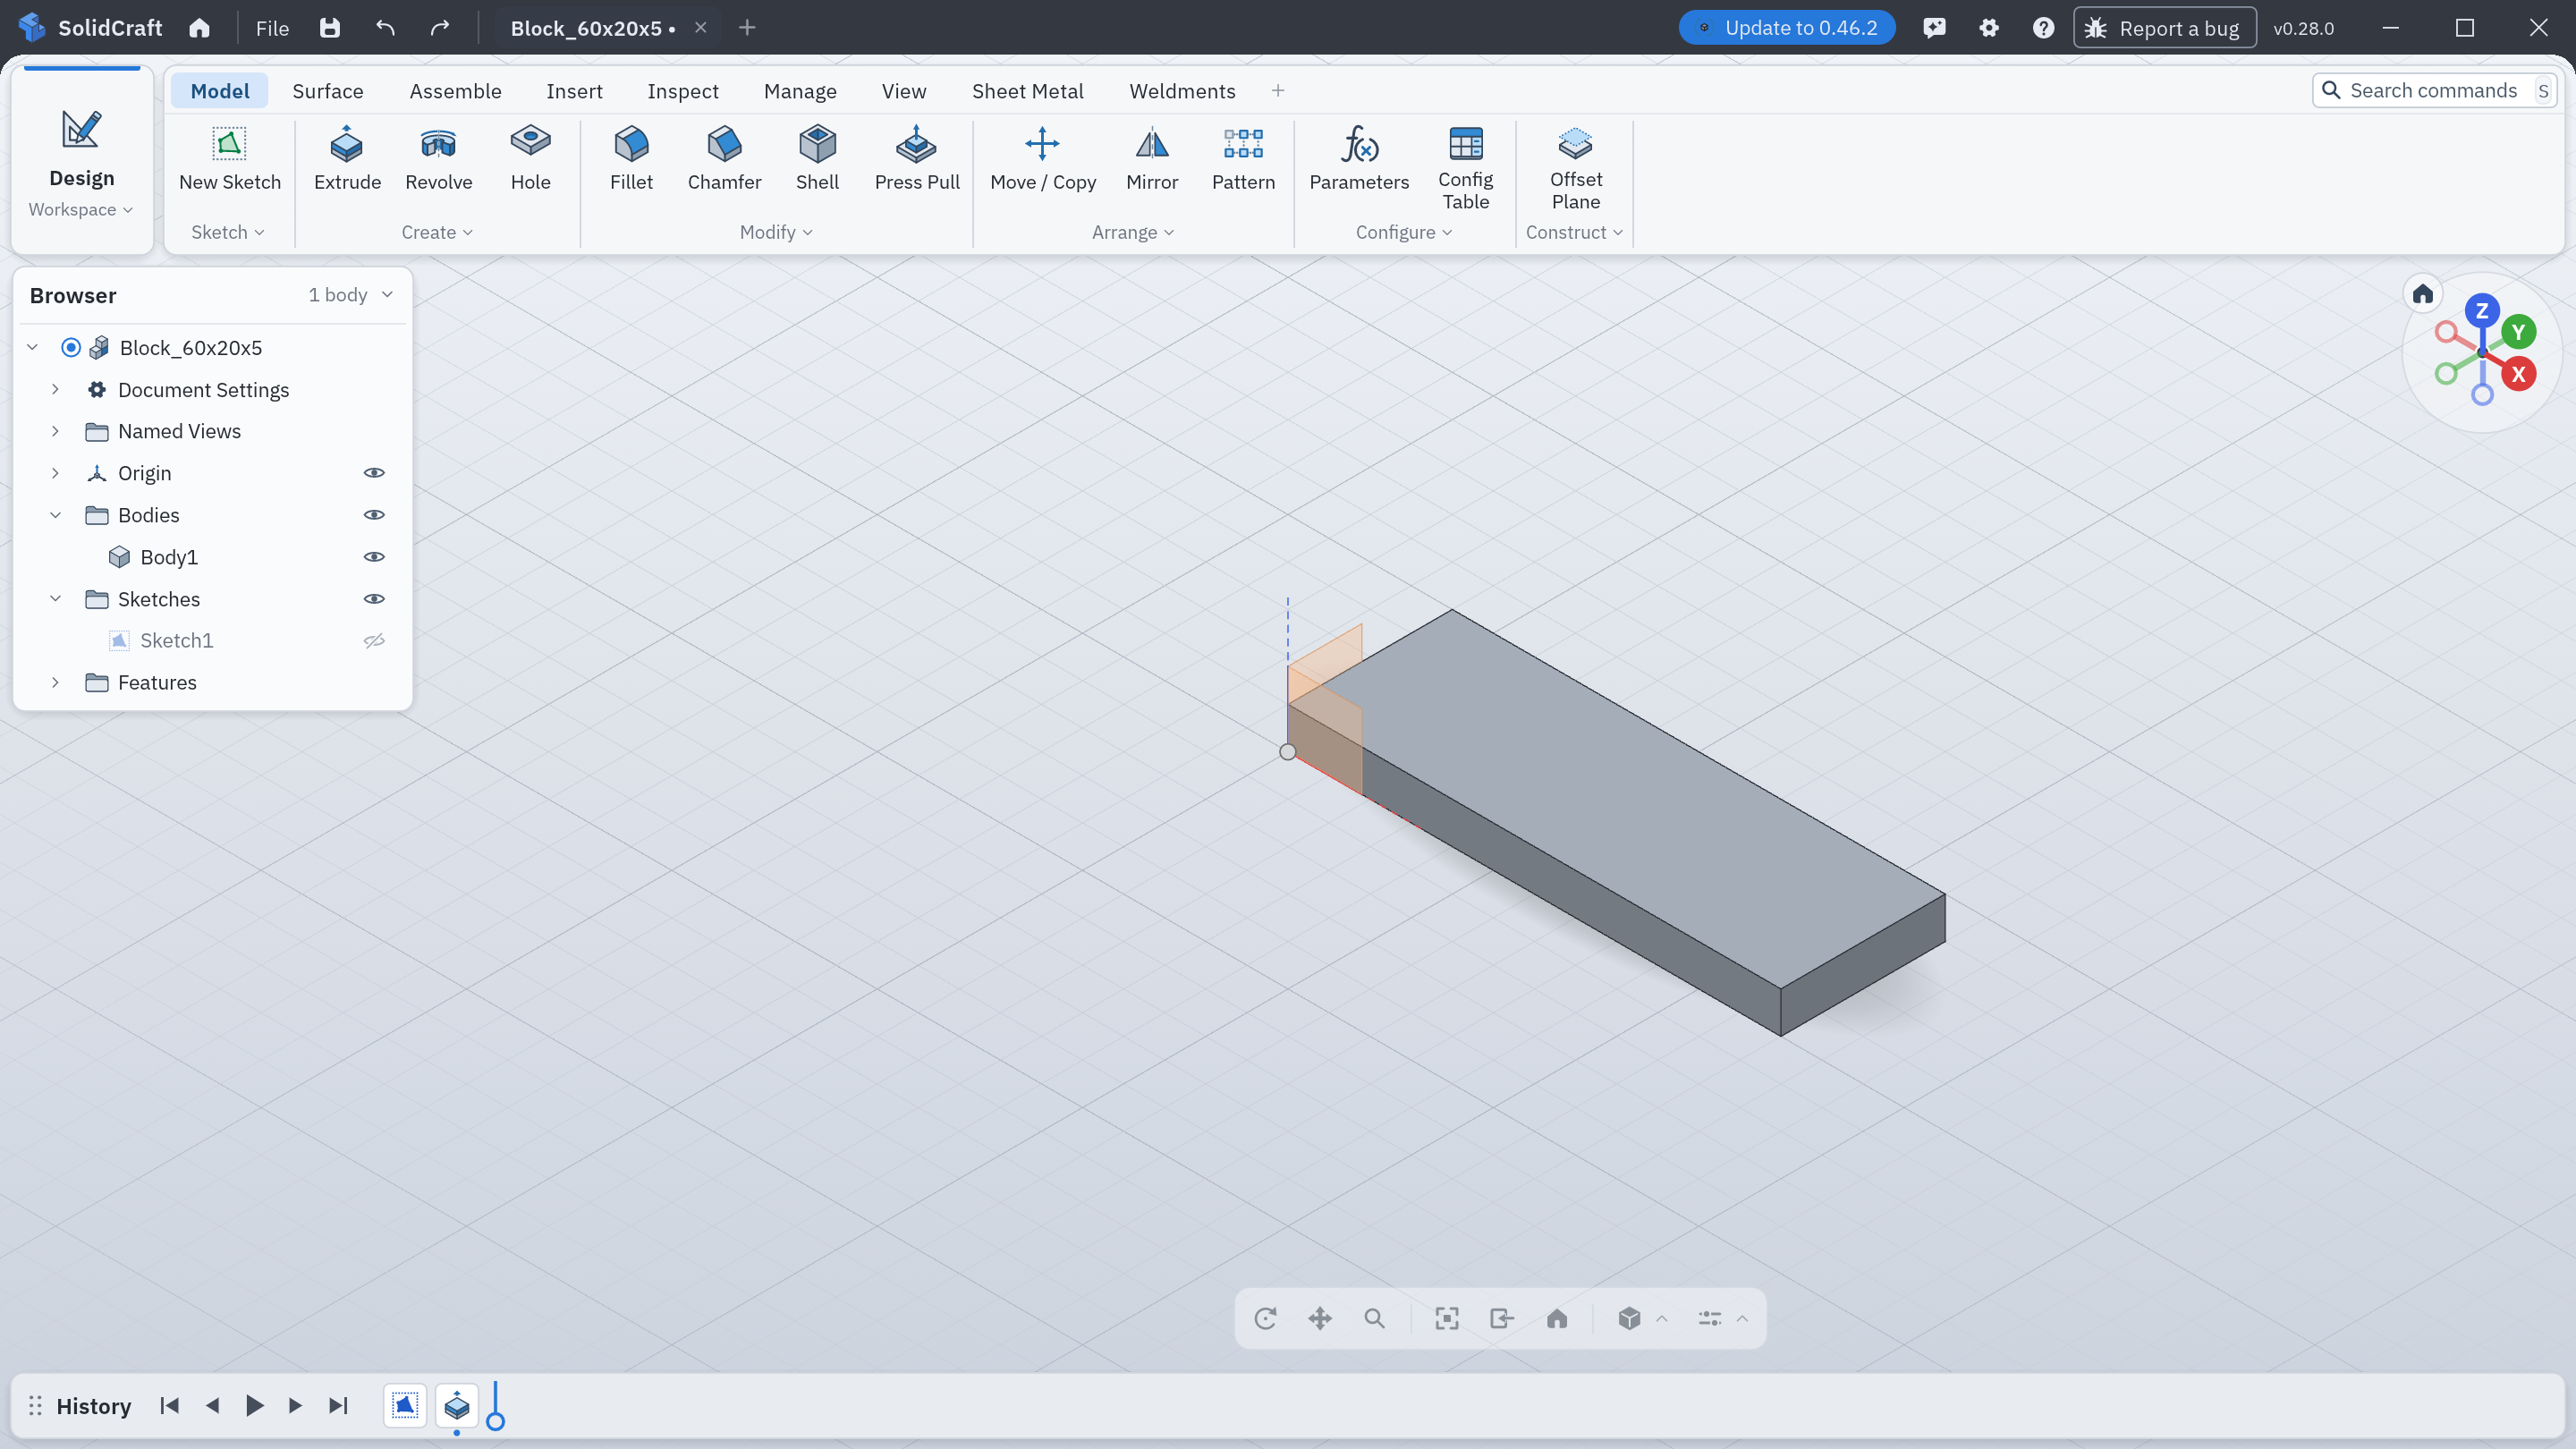 SolidCraft
File
Block_60x20x5 •
Update to 0.46.2
Report a bug
v0.28.0
Design
Workspace
Model
Surface
Assemble
Insert
Inspect
Manage
View
Sheet Metal
Weldments
Search commands
S
New Sketch
Extrude
Revolve
Hole
Fillet
Chamfer
Shell
Press Pull
Move / Copy
Mirror
Pattern
Parameters
Config
Table
Offset
Plane
Sketch
Create
Modify
Arrange
Configure
Construct
Browser
1 body
Block_60x20x5
Document Settings
Named Views
Origin
Bodies
Body1
Sketches
Sketch1
Features
Z
Y
X
History